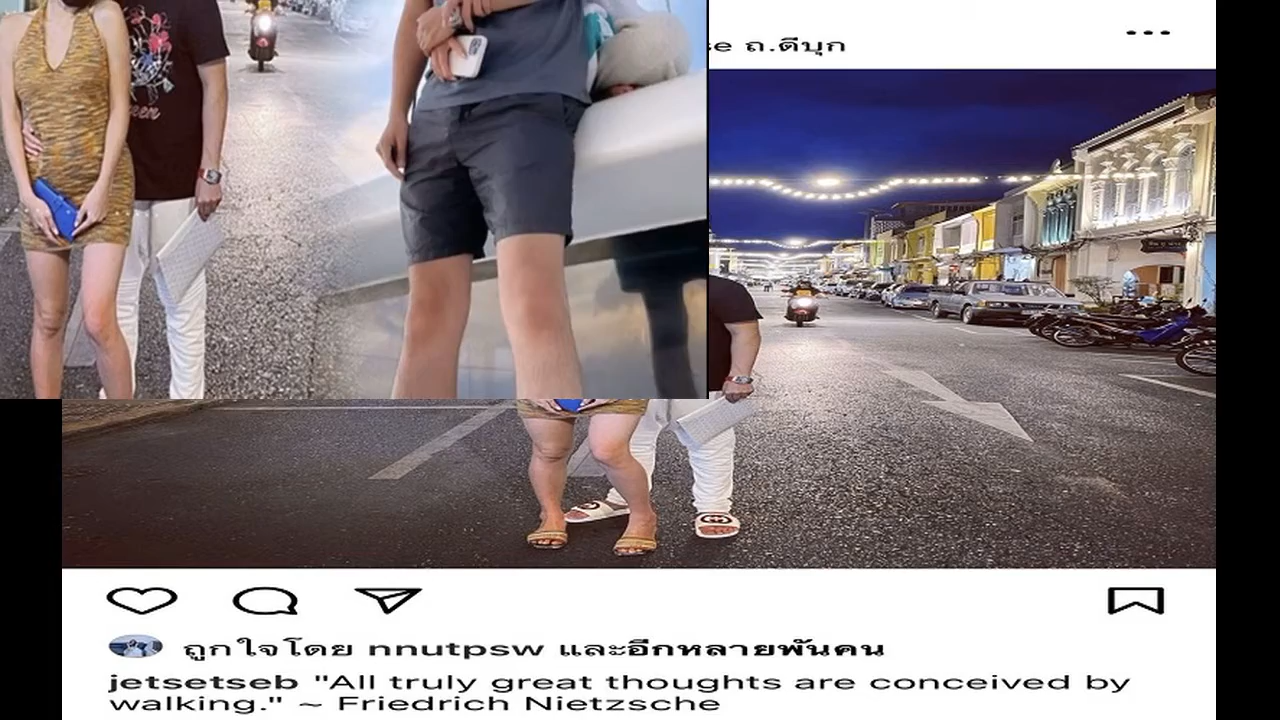 se ถ.ดีบุก
ถูกใจโดย nnutpsw และอีกหลายพันคน
jetsetseb "All truly great thoughts are conceived by
walking." ~ Friedrich Nietzsche